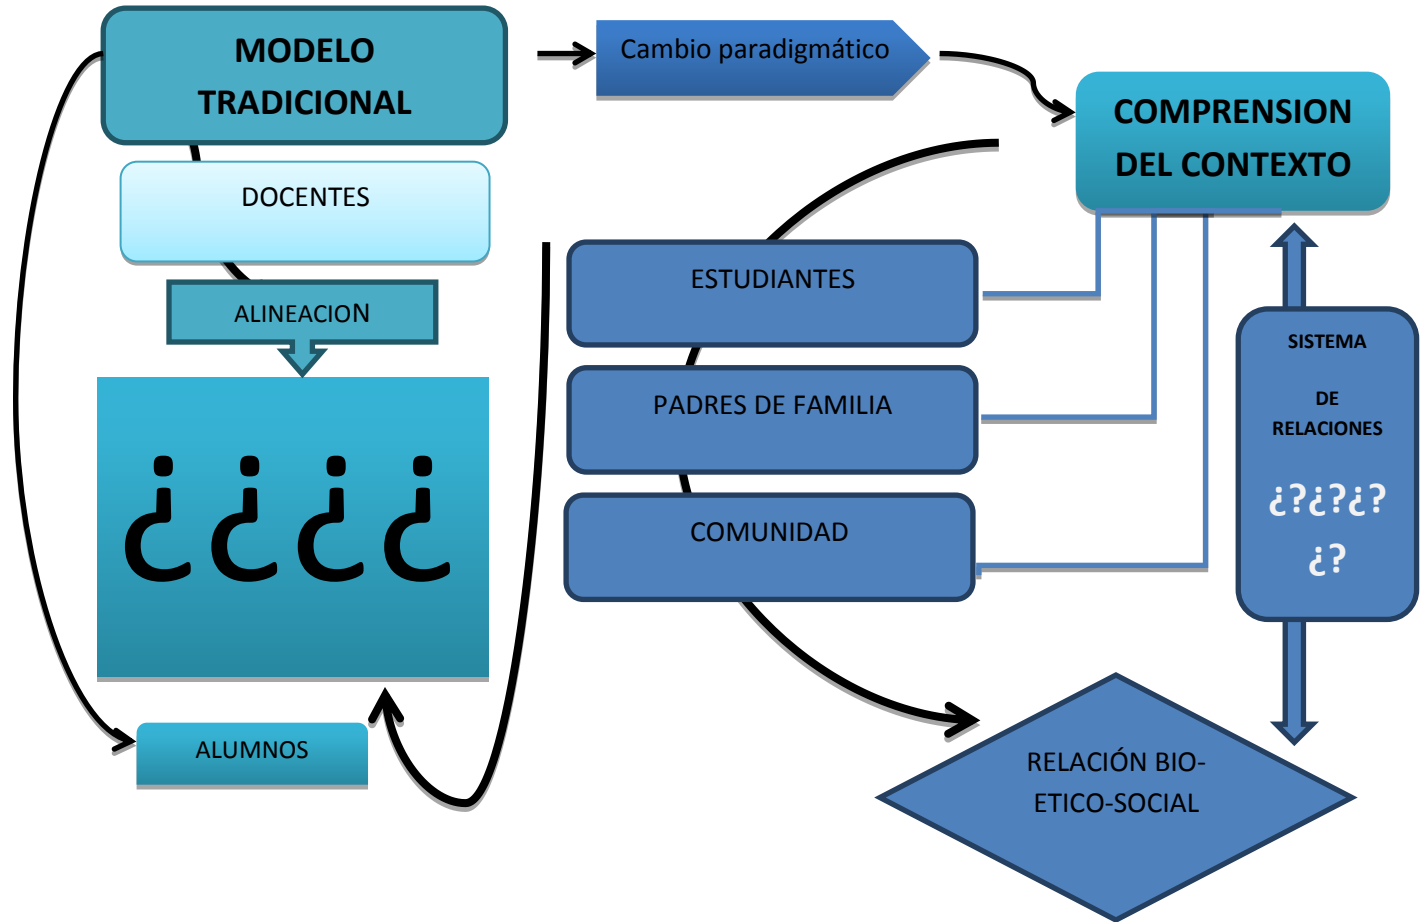 MODELO
TRADICIONAL
Cambio paradigmático
COMPRENSION
DEL CONTEXTO
DOCENTES
ALINEACION
¿¿¿¿
ALUMNOS
ESTUDIANTES
PADRES DE FAMILIA
COMUNIDAD
SISTEMA
DE
RELACIONES
¿?¿?¿?
¿?
RELACIÓN BIO-
ETICO-SOCIAL